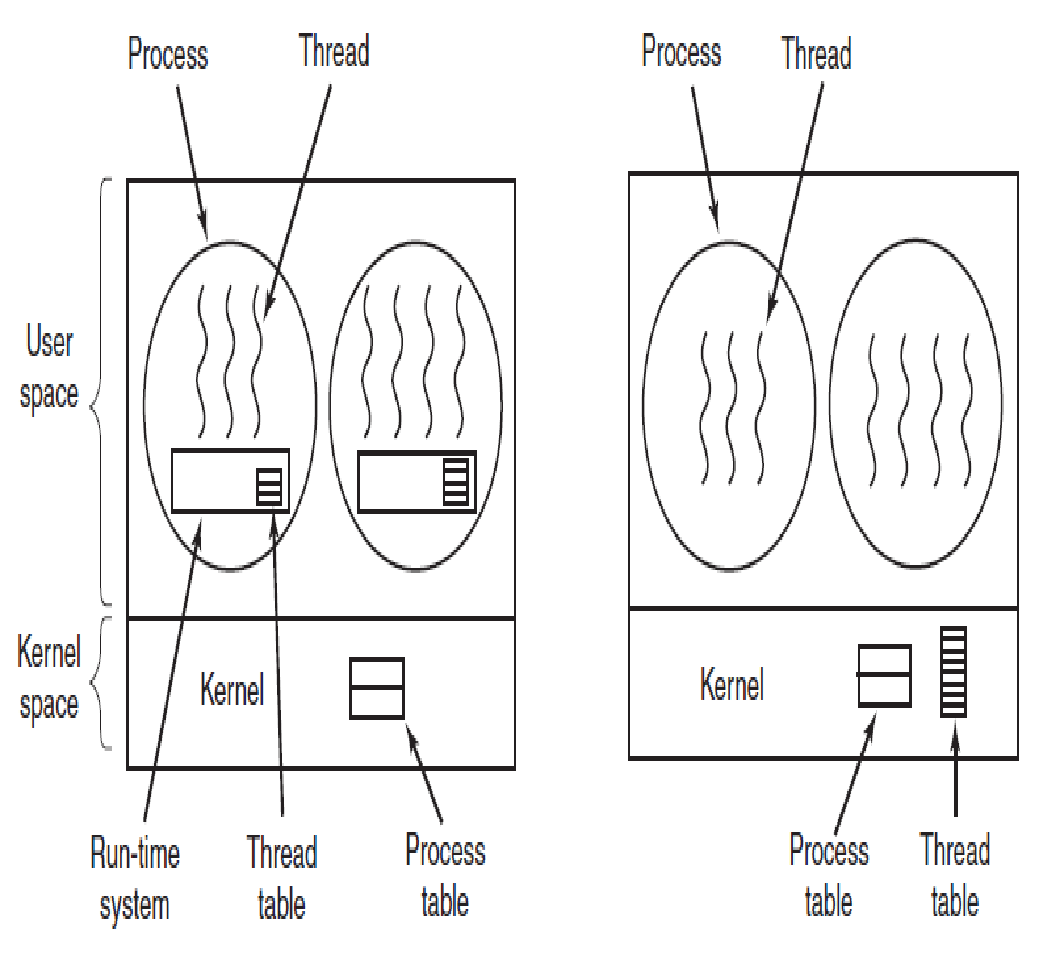 Process
Thread
Process
Thread
User
space
Kernel
space
Kernel
Kernel
Run-time
system
Thread
table
Process
table
Process
table
Thread
table